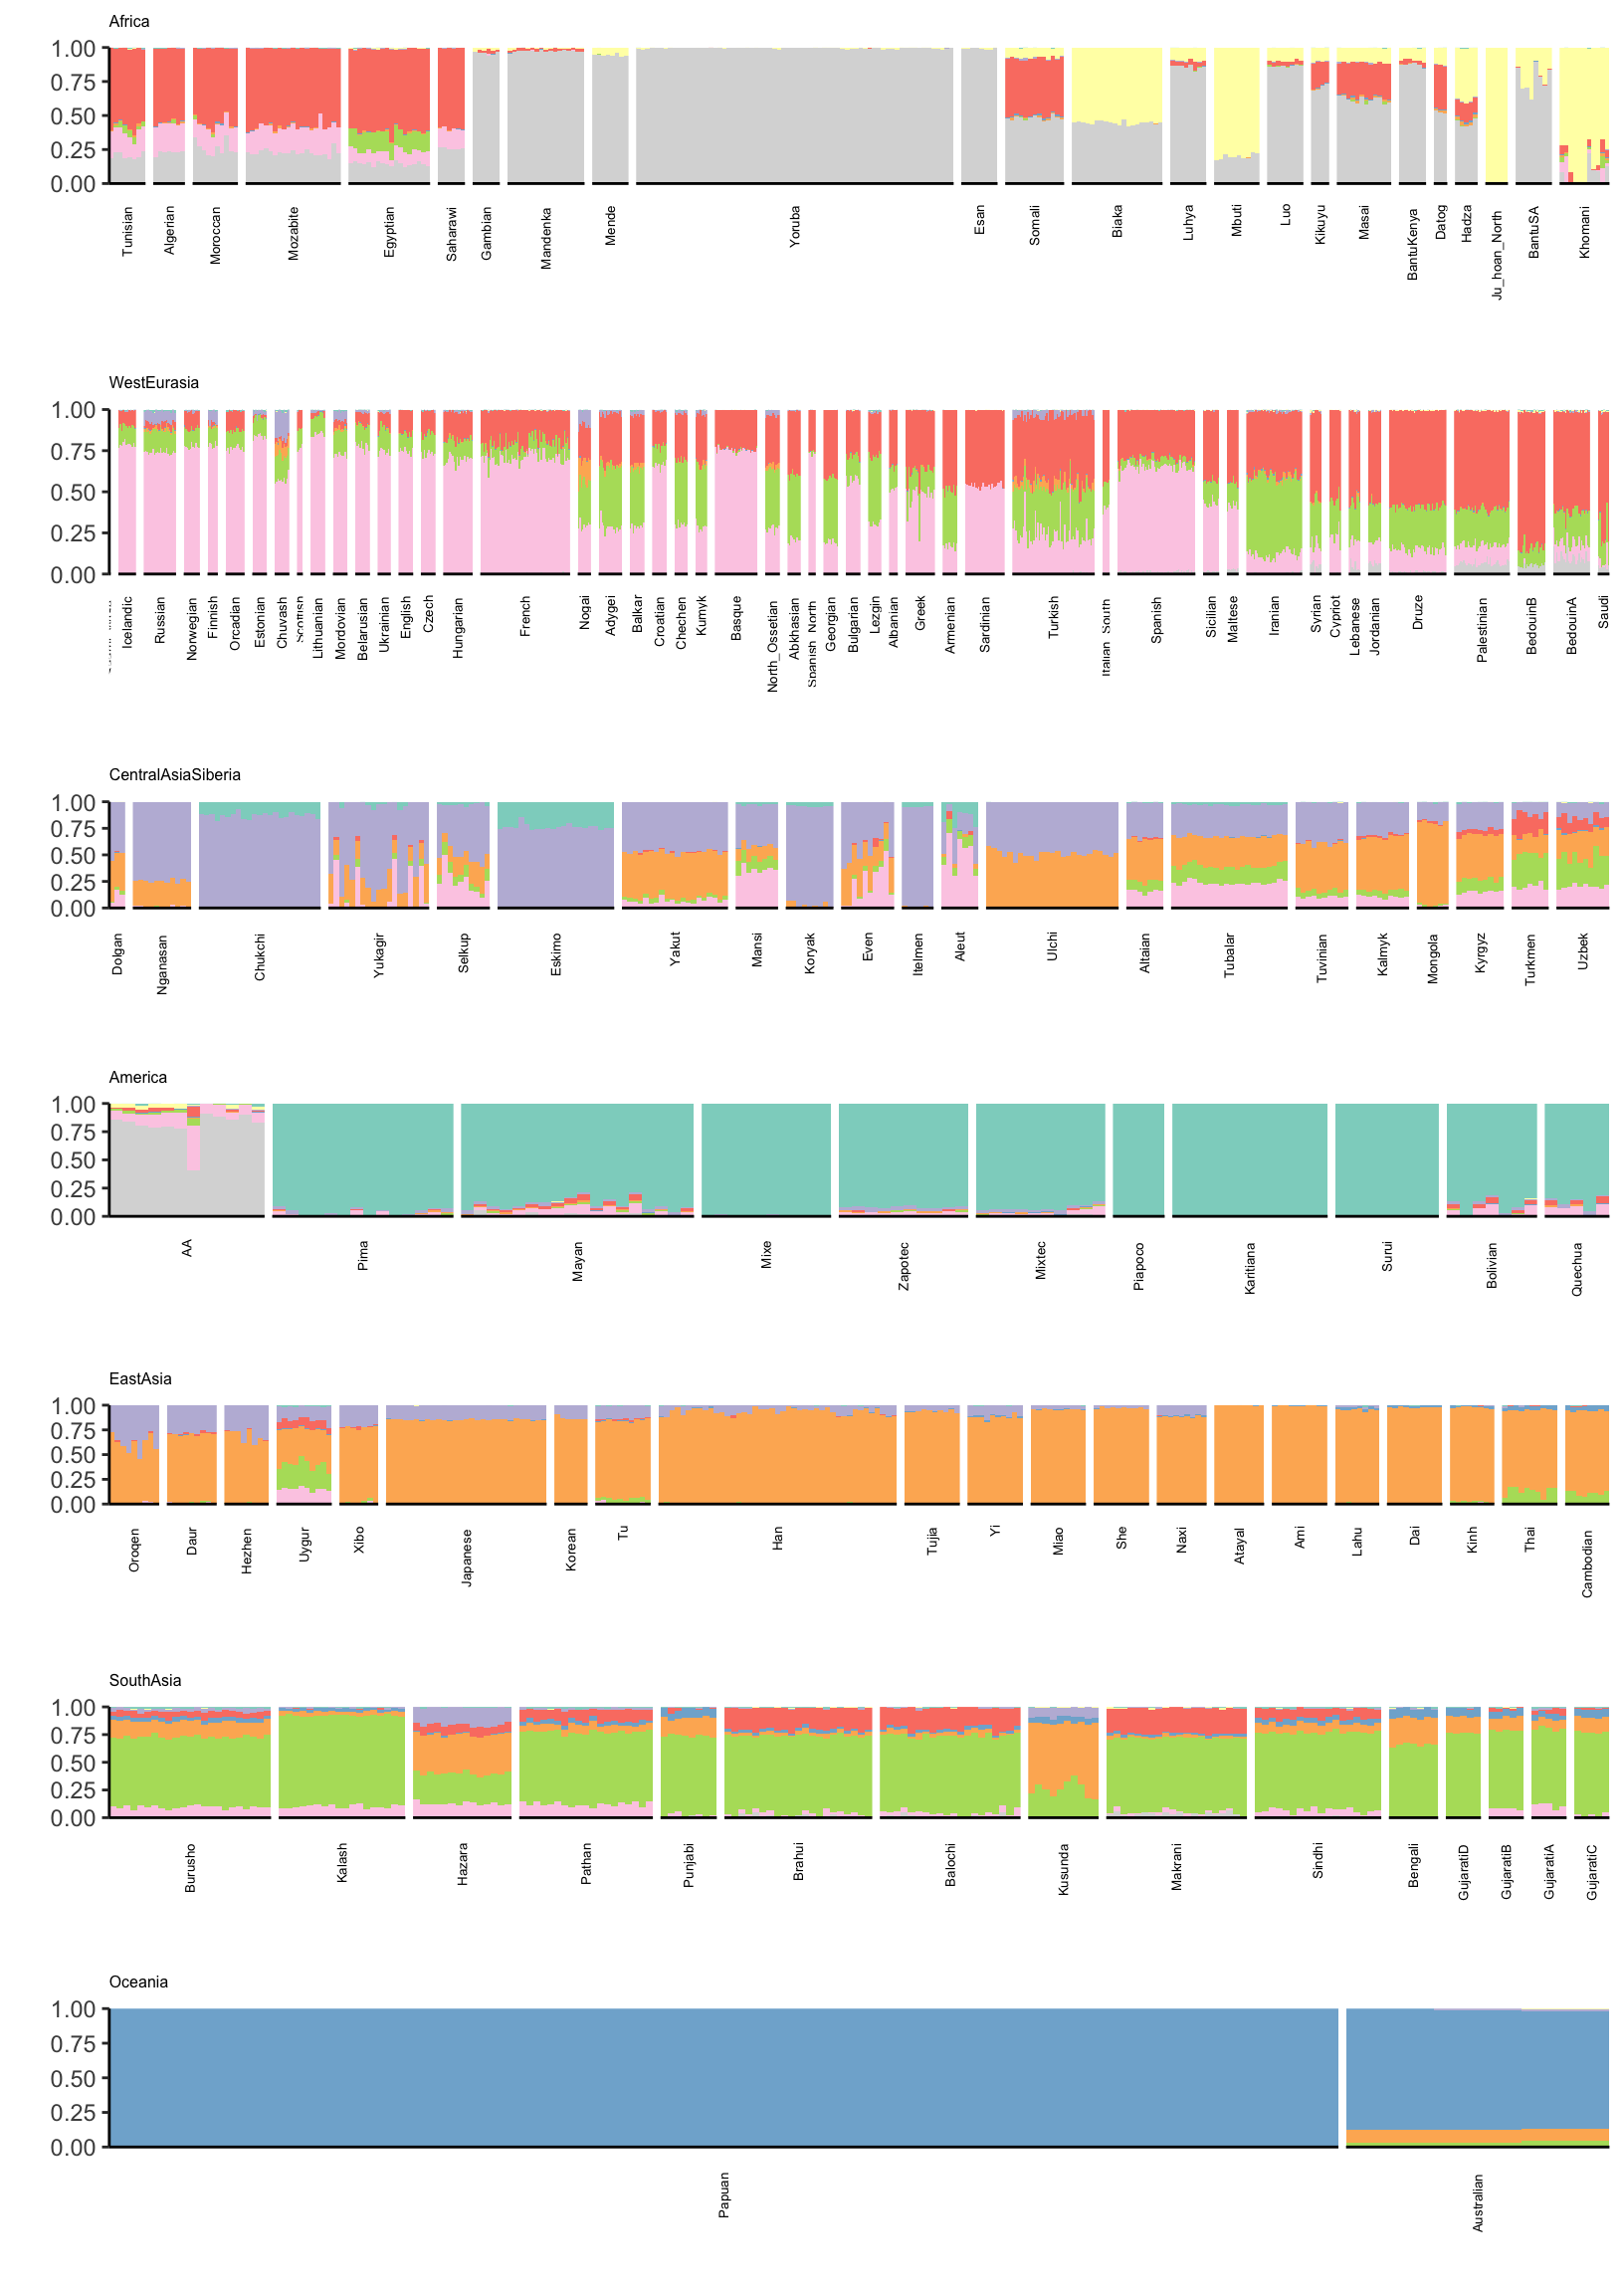 Africa
1.00
0.75
0.50
0.25
0.00
Tunisian
Algerian
Moroccan
Mozabite
Egyptian
Saharawi
Gambian
Mandenka
Mende
Yoruba
Esan
Somali
Biaka
Luhya
Mbuti
Luo
Kikuyu
Masai
BantuKenya
Datog
Hadza
Ju_hoan_North
BantuSA
Khomani
WestEurasia
1.00
0.75
0.50
0.25
0.00
Icelandic
Russian
Norwegian
Finnish
Orcadian
Estonian
Chuvash
Lithuanian
Mordovian
Belarusian
Ukrainian
English
Czech
Hungarian
French
Nogai
Adygei
Balkar
Croatian
Chechen
Kumyk
Basque
North_Ossetian
Abkhasian
Spanish_North
Georgian
Bulgarian
Lezgin
Albanian
Greek
Armenian
Sardinian
Turkish
Italian_South
Spanish
Sicilian
Maltese
Iranian
Syrian
Cypriot
Lebanese
Jordanian
Druze
Palestinian
BedouinB
BedouinA
Saudi
CentralAsiaSiberia
1.00
0.75
0.50
0.25
0.00
Dolgan
Nganasan
Chukchi
Yukagir
Selkup
Eskimo
Yakut
Mansi
Koryak
Even
Itelmen
Aleut
Ulchi
Altaian
Tubalar
Tuvinian
Kalmyk
Mongola
Kyrgyz
Turkmen
Uzbek
America
1.00
0.75
0.50
0.25
0.00
AA
Pima
Mayan
Mixe
Zapotec
Mixtec
Piapoco
Karitiana
Surui
Bolivian
Quechua
EastAsia
1.00
0.75
0.50
0.25
0.00
Oroqen
Daur
Hezhen
Uygur
Xibo
Japanese
Korean
Tu
Han
Tujia
Yi
Miao
She
Naxi
Atayal
Ami
Lahu
Dai
Kinh
Thai
Cambodian
SouthAsia
1.00
0.75
0.50
0.25
0.00
Burusho
Kalash
Hazara
Pathan
Punjabi
Brahui
Balochi
Kusunda
Makrani
Sindhi
Bengali
GujaratiD
GujaratiB
GujaratiA
GujaratiC
Oceania
1.00
0.75
0.50
0.25
0.00
Papuan
Australian